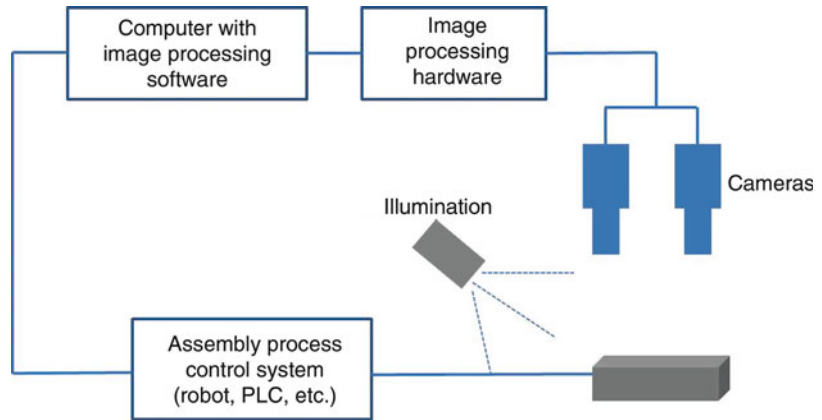 Computer with
image processing
software
Image
processing
hardware
Cameras
Illumination
Assembly process
control system
(robot, PLC, etc.)